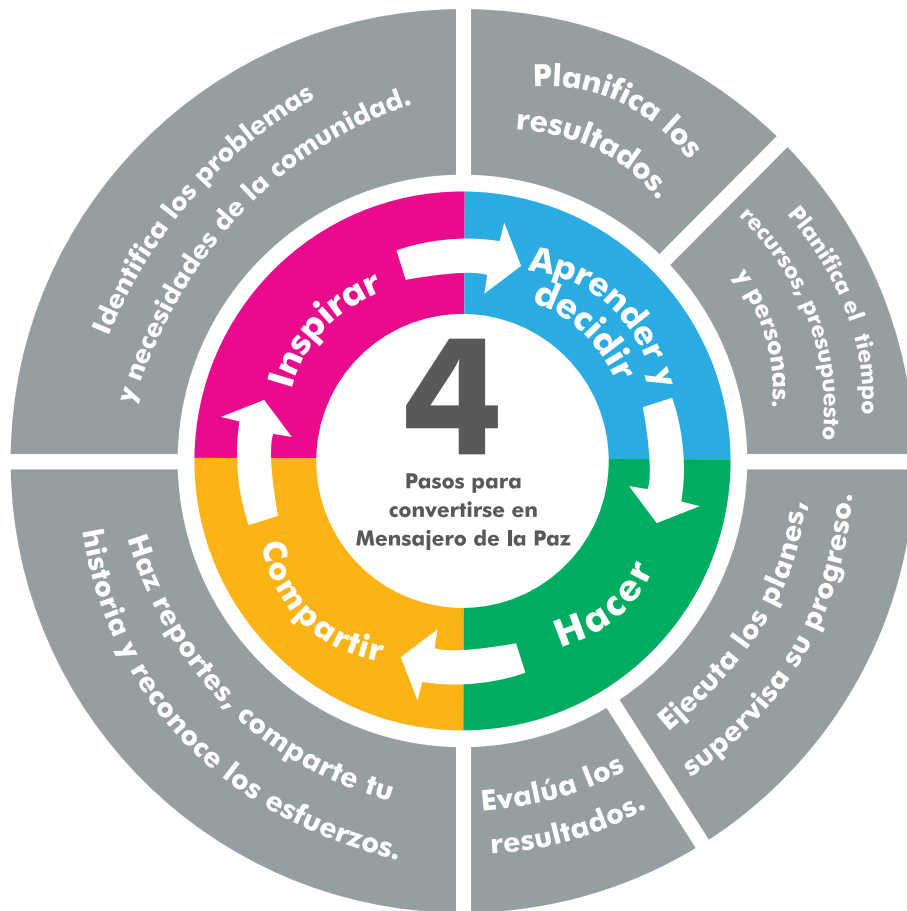 4
Pasos para
convertirse en
Mensajero de la Paz
Inspirar
Identifica los problemas
y necesidades de la comunidad.
Aprender y
decidir
Planifica los
resultados.
Planifica el tiempo
recursos, presupuesto
y personas.
Hacer
Ejecuta los planes,
supervisa su progreso.
Evalúa los
resultados.
Compartir
Haz reportes, comparte tu
historia y reconoce los esfuerzos.